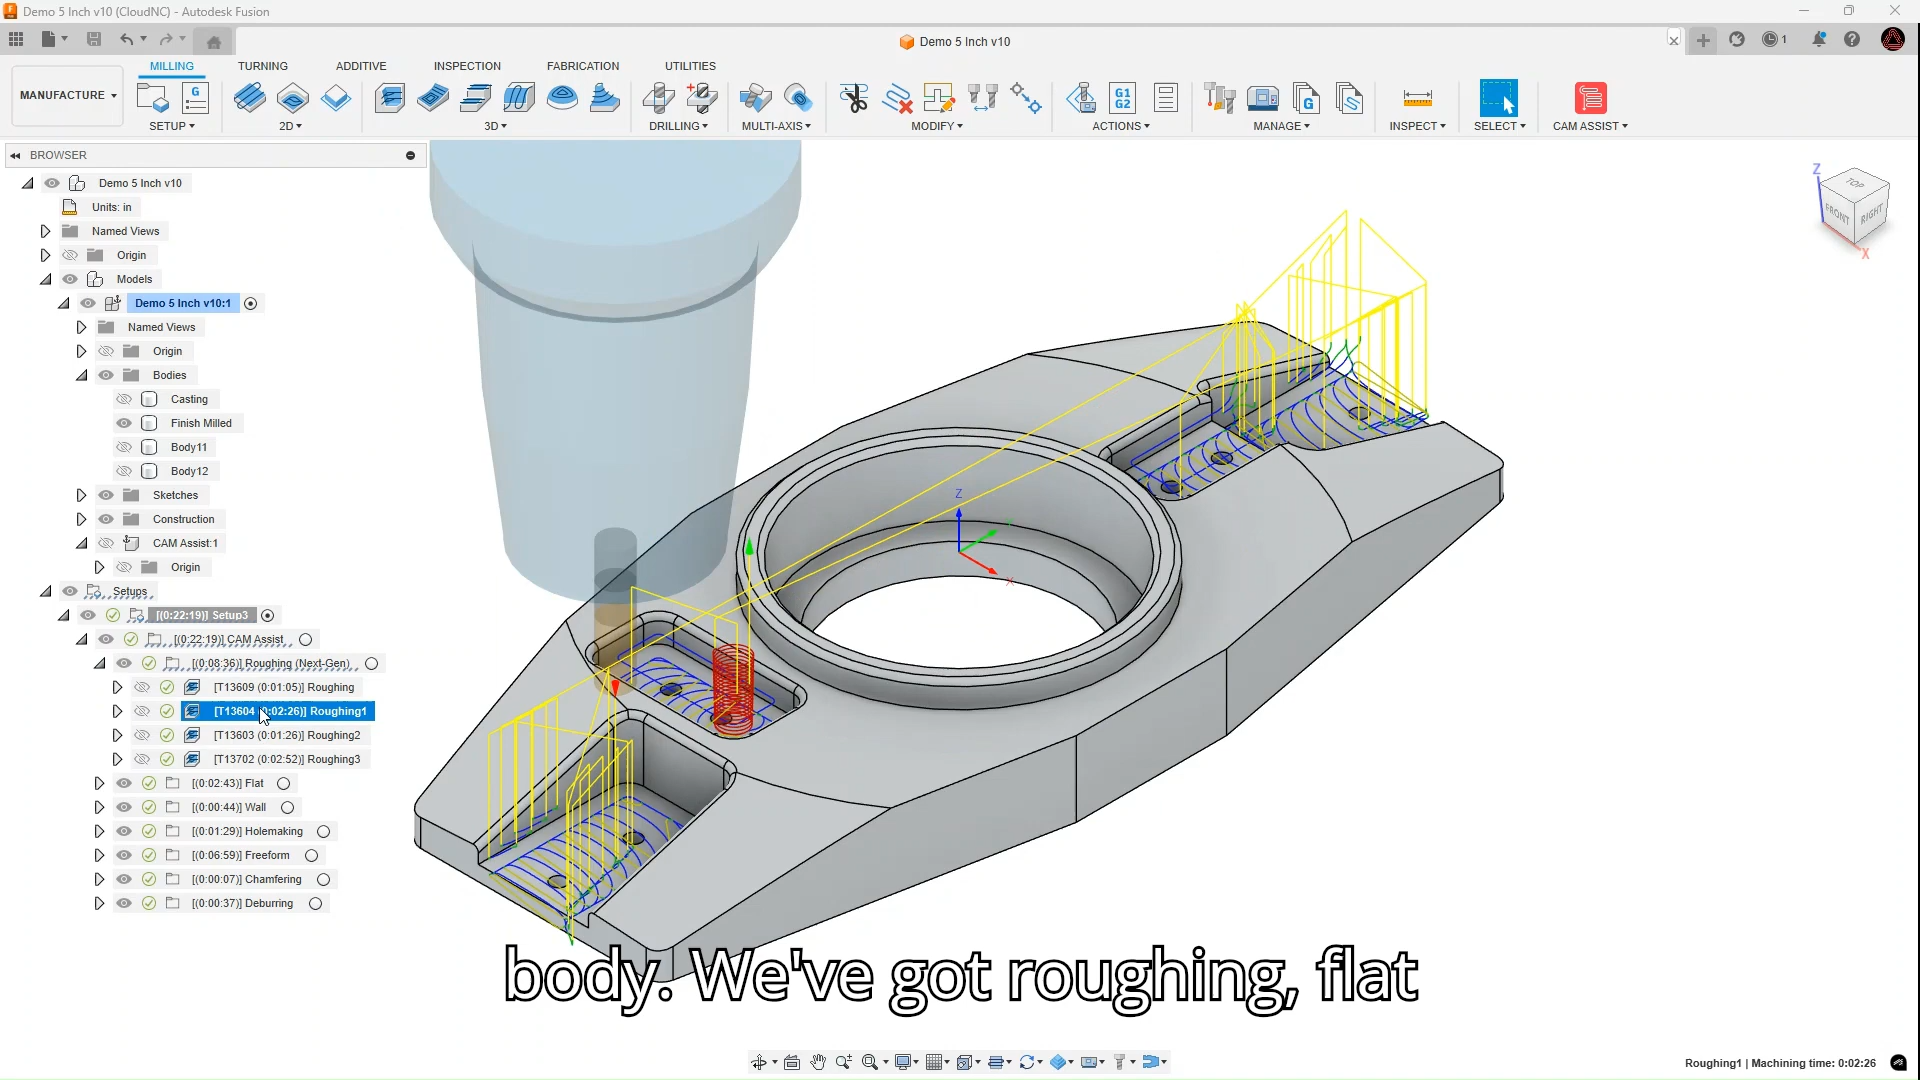 Demo 5 Inch v10 (CloudNC) - Autodesk Fusion
Demo 5 Inch v10
1
MILLING TURNING ADDITIVE INSPECTION FABRICATION UTILITIES
MANUFACTURE
G
G1
G2
G
SETUP 2D 3D DRILLING MULTI-AXIS MODIFY ACTIONS MANAGE INSPECT SELECT CAM ASSIST
BROWSER
Demo 5 Inch v10
Units: in
Named Views
Origin
Models
Demo 5 Inch v10:1
Named Views
Origin
Bodies
Casting
Finish Milled
Body11
Body12
Sketches
Construction
CAM Assist:1
Origin
Setups
[(0:22:19)] Setup3
[(0:22:19)] CAM Assist
[(0:08:36)] Roughing (Next-Gen)
[T13609 (0:01:05)] Roughing
[T13604 (0:02:26)] Roughing1
[T13603 (0:01:26)] Roughing2
[T13702 (0:02:52)] Roughing3
[(0:02:43)] Flat
[(0:00:44)] Wall
[(0:01:29)] Holemaking
[(0:06:59)] Freeform
[(0:00:07)] Chamfering
[(0:00:37)] Deburring
Z
TOP
FRONT
RIGHT
X
Z
X
body. We've got roughing, flat
Roughing1 | Machining time: 0:02:26